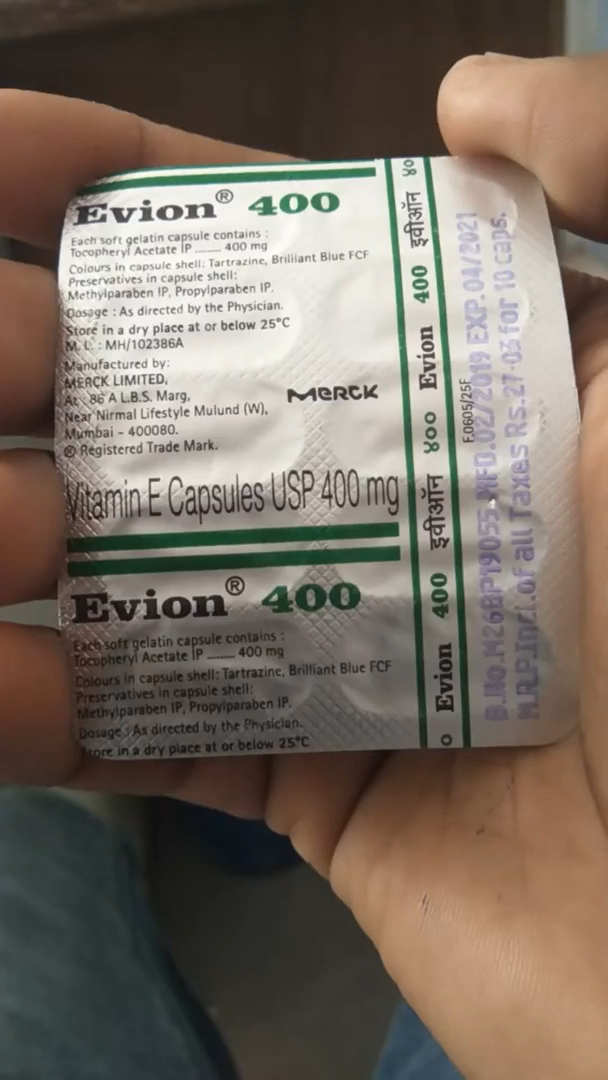 Evion® 400
Each soft gelatin capsule contains :
Tocopheryl Acetate IP ......... 400 mg
Colours in capsule shell: Tartrazine, Brilliant Blue FCF
Preservatives in capsule shell:
Methylparaben IP, Propylparaben IP.
Dosage : As directed by the Physician.
Store in a dry place at or below 25°C
M. L. : MH/102386A
Manufactured by:
MERCK LIMITED,
At : 86 A L.B.S. Marg,
Near Nirmal Lifestyle Mulund (W),
Mumbai - 400080.
® Registered Trade Mark.
MERCK
Vitamin E Capsules USP 400 mg
Evion® 400
Each soft gelatin capsule contains :
Tocopheryl Acetate IP ......... 400 mg
Colours in capsule shell: Tartrazine, Brilliant Blue FCF
Preservatives in capsule shell:
Methylparaben IP, Propylparaben IP.
Dosage : As directed by the Physician.
Store in a dry place at or below 25°C
0 Evion 400 इवीऑन ४०० Evion 400 इवीऑन ४०
F.0605/25F
B.No.M26BP19055 MFD.02/2019 EXP.04/2021
M.R.P.Incl.of all Taxes Rs.27-03 for 10 caps.